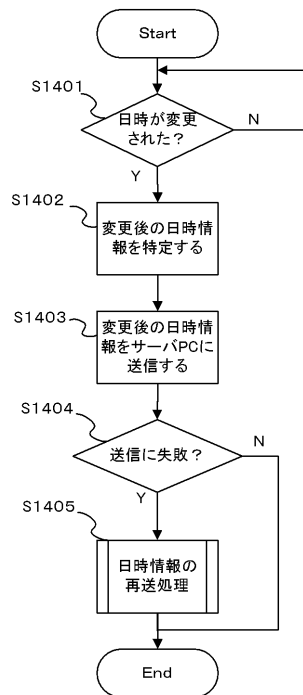 Start
S1401
日時が変更
された？
N
Y
S1402
変更後の日時情
報を特定する
S1403
変更後の日時情
報をサーバPCに
送信する
S1404
送信に失敗？
N
Y
S1405
日時情報の
再送処理
End